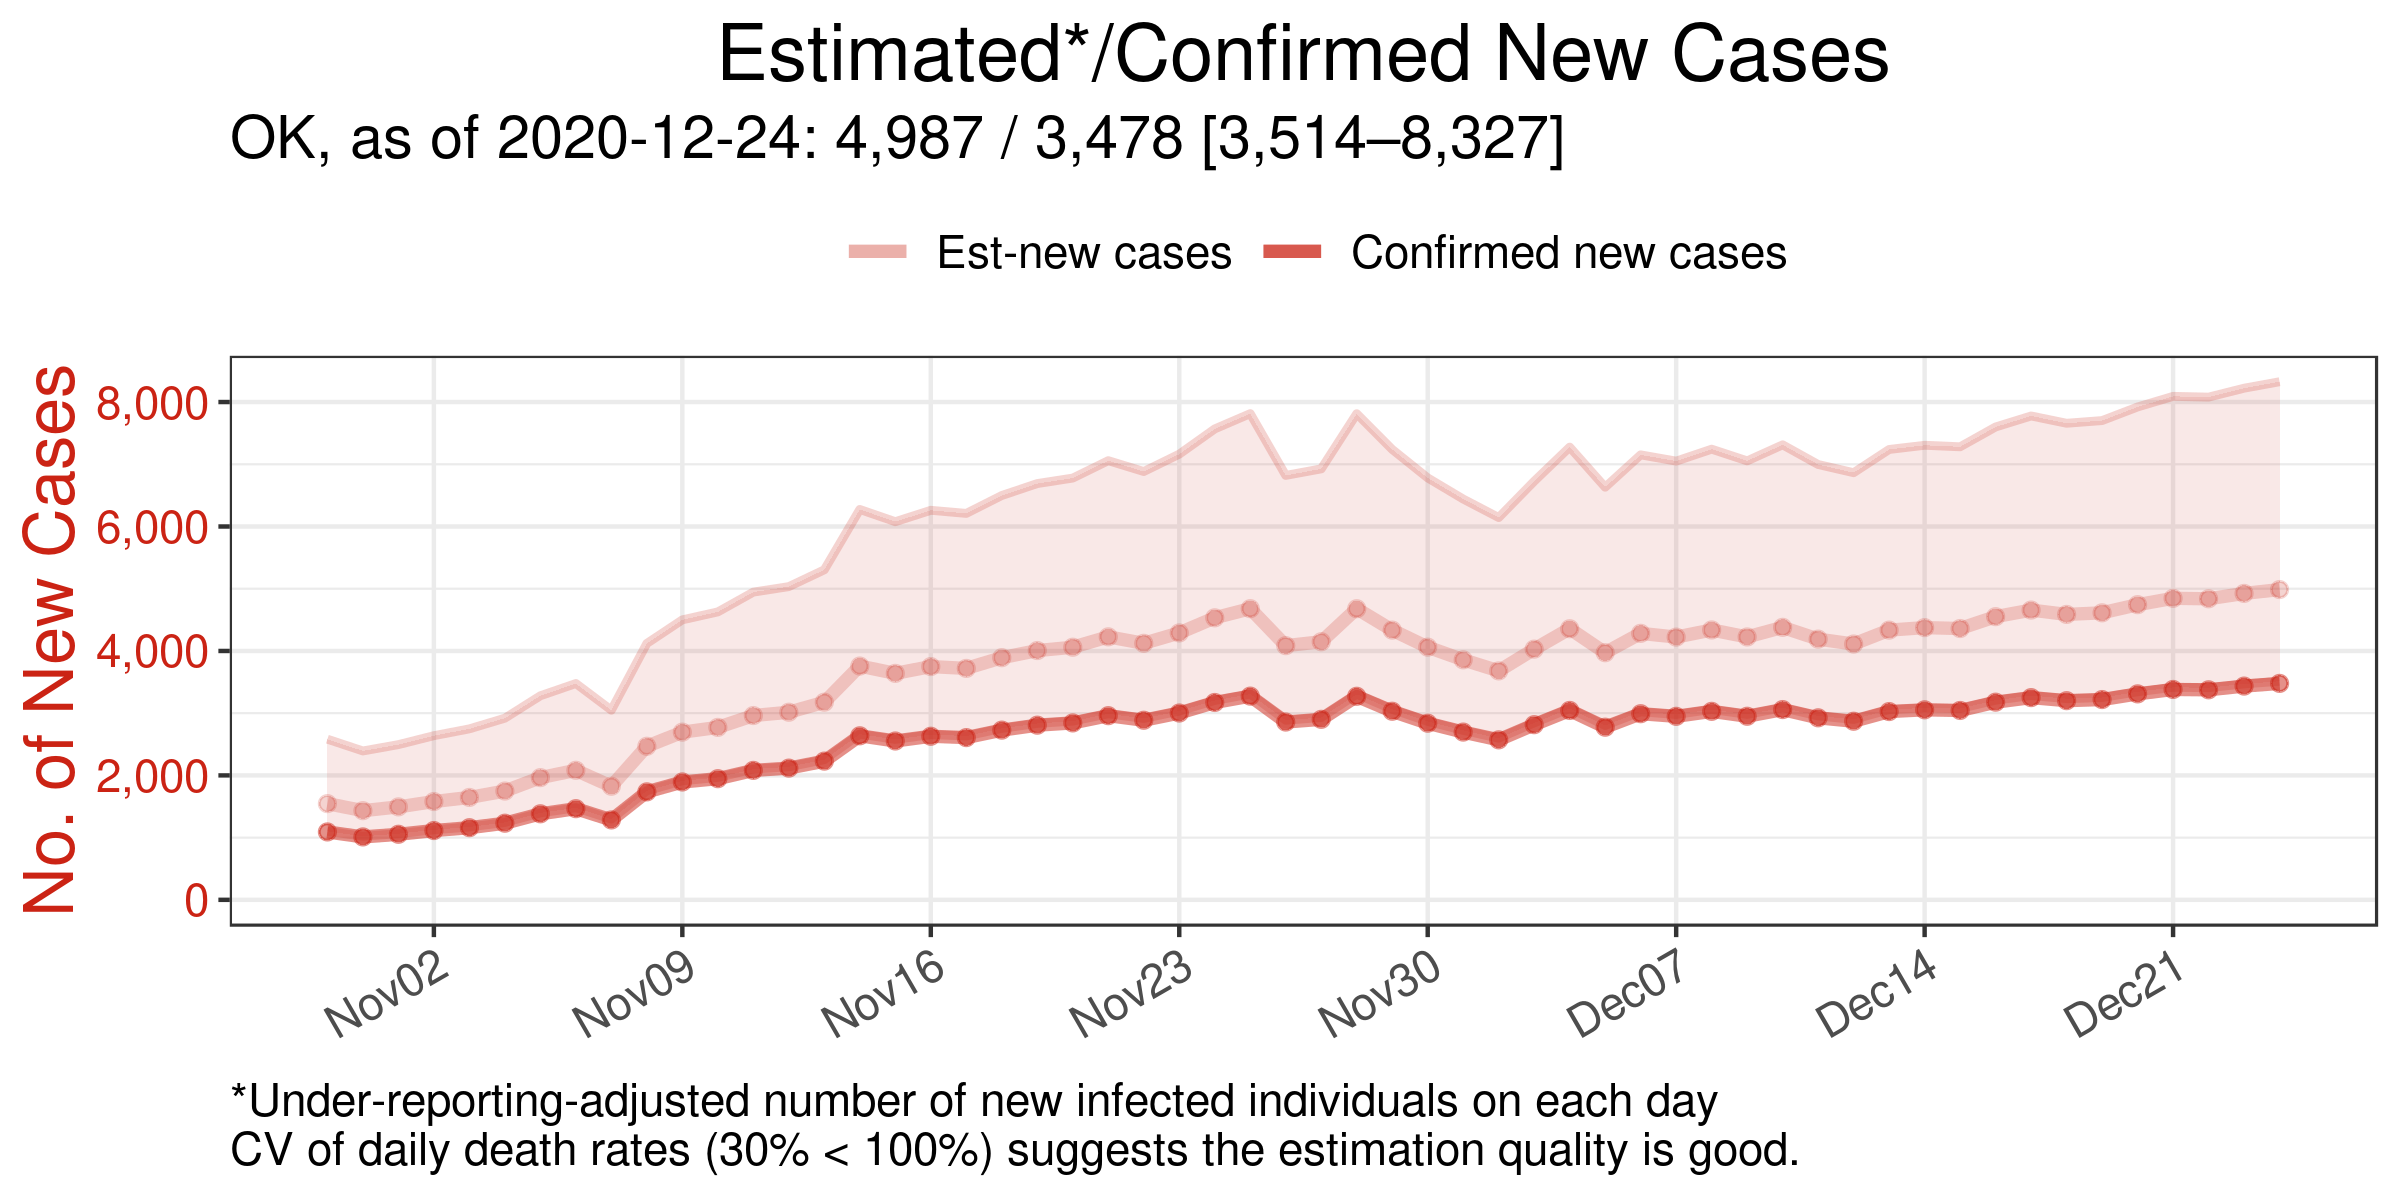 Estimated*/Confirmed New Cases
OK, as of 2020-12-24: 4,987 / 3,478 [3,514–8,327]
Est-new cases
Confirmed new cases
No. of New Cases
8,000
6,000
4,000
2,000
0
Nov02
Nov09
Nov16
Nov23
Nov30
Dec07
Dec14
Dec21
*Under-reporting-adjusted number of new infected individuals on each day
CV of daily death rates (30% < 100%) suggests the estimation quality is good.